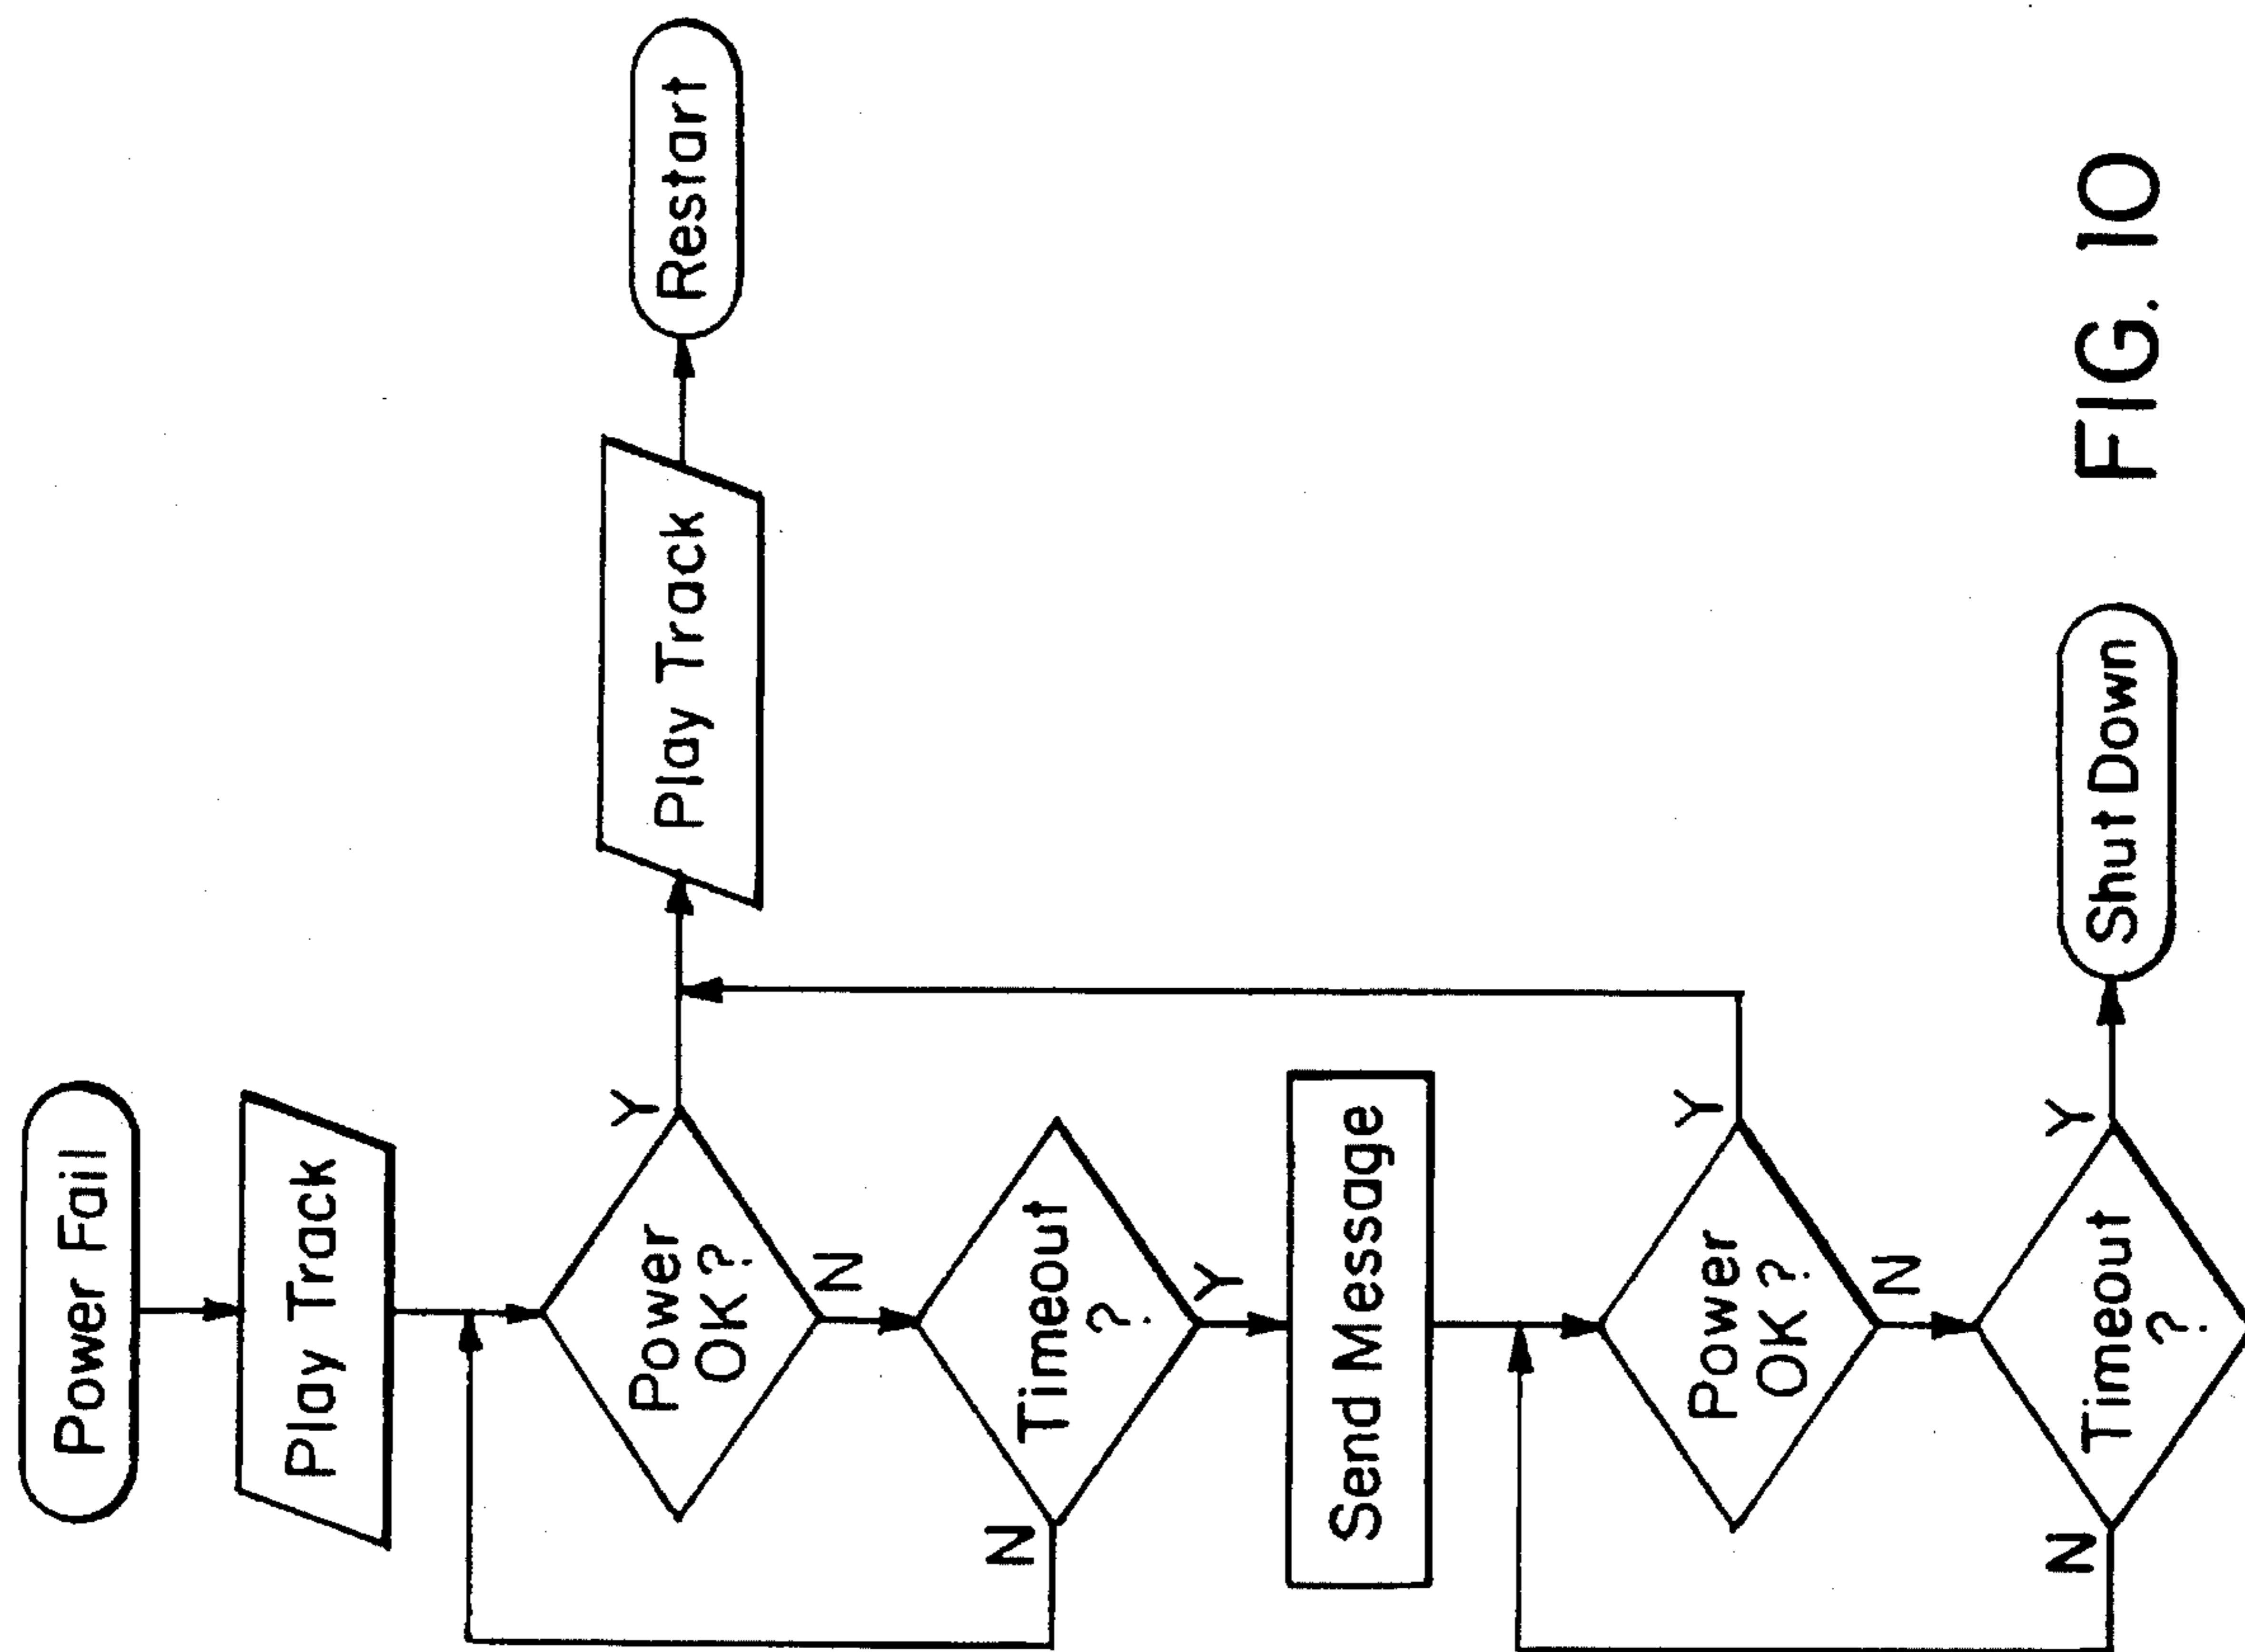 Power Fail
Play Track
Power
OK?
Y
N
Play Track
Restart
Timeout
?
N
Y
Send Message
Power
OK?
Y
N
Timeout
?
N
Y
Shut Down
FIG. 10